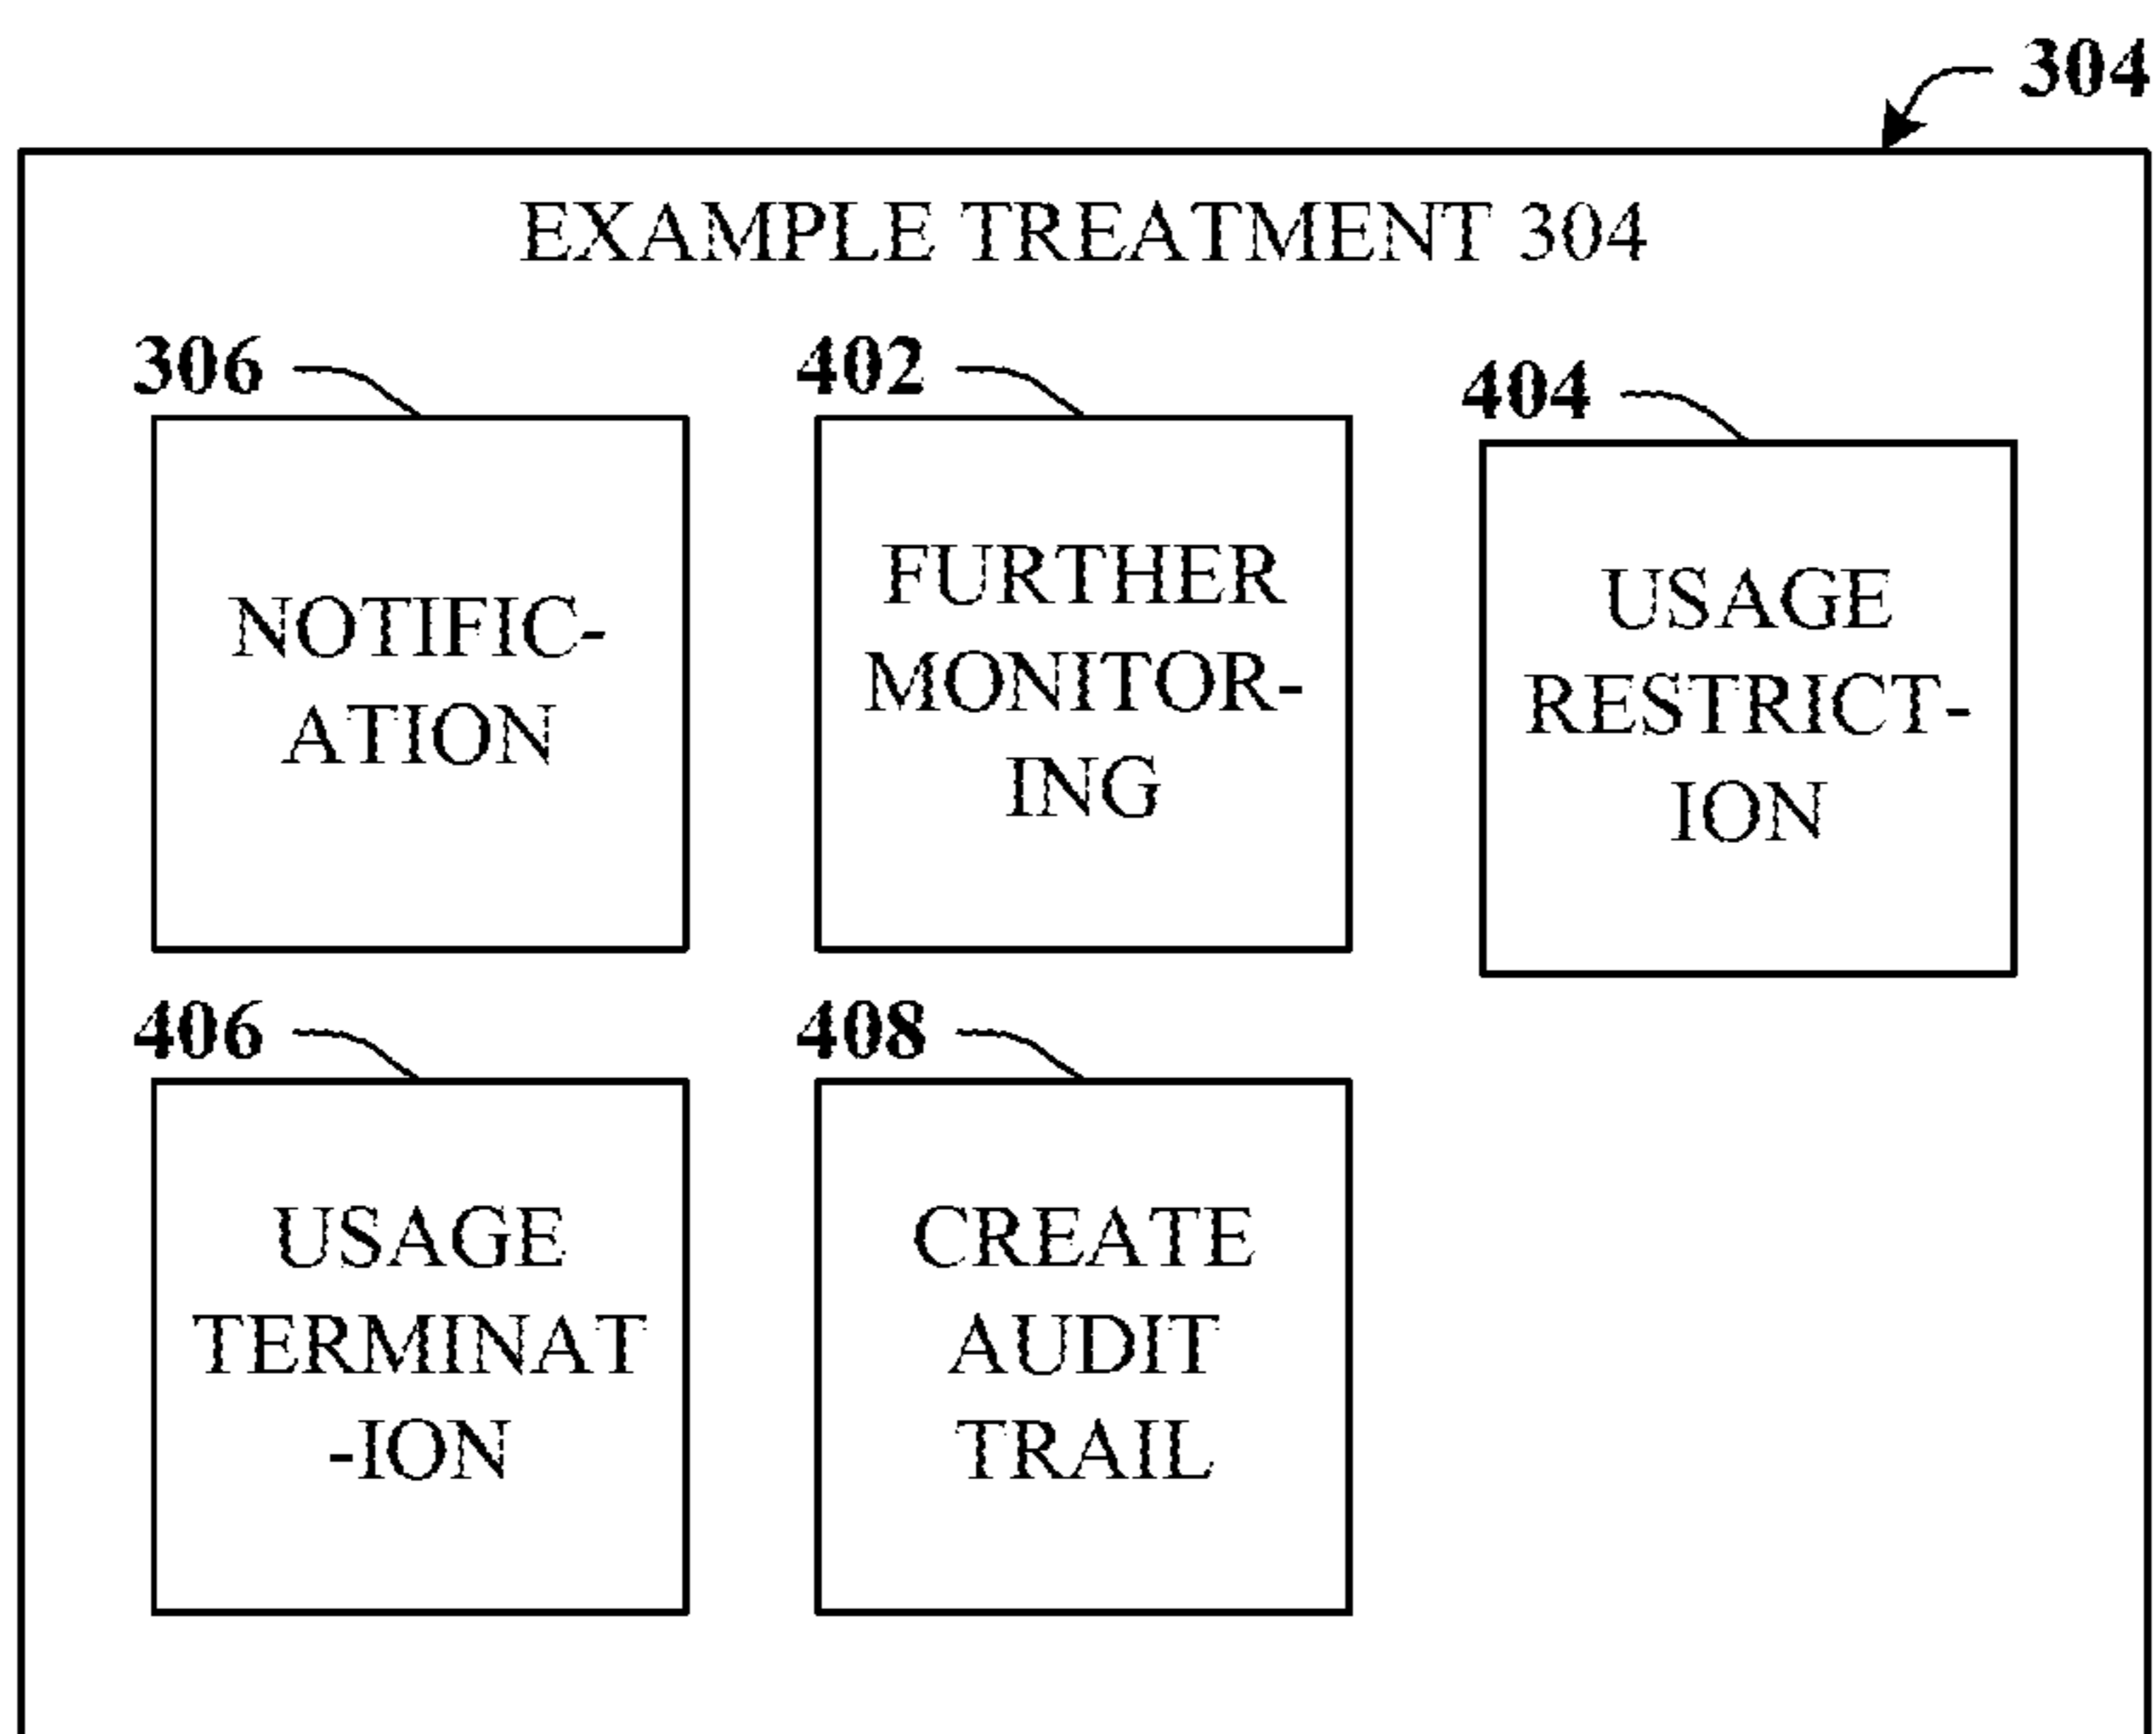 304
EXAMPLE TREATMENT 304
306
NOTIFIC-
ATION
402
FURTHER
MONITOR-
ING
404
USAGE
RESTRICT-
ION
406
USAGE
TERMINAT
-ION
408
CREATE
AUDIT
TRAIL